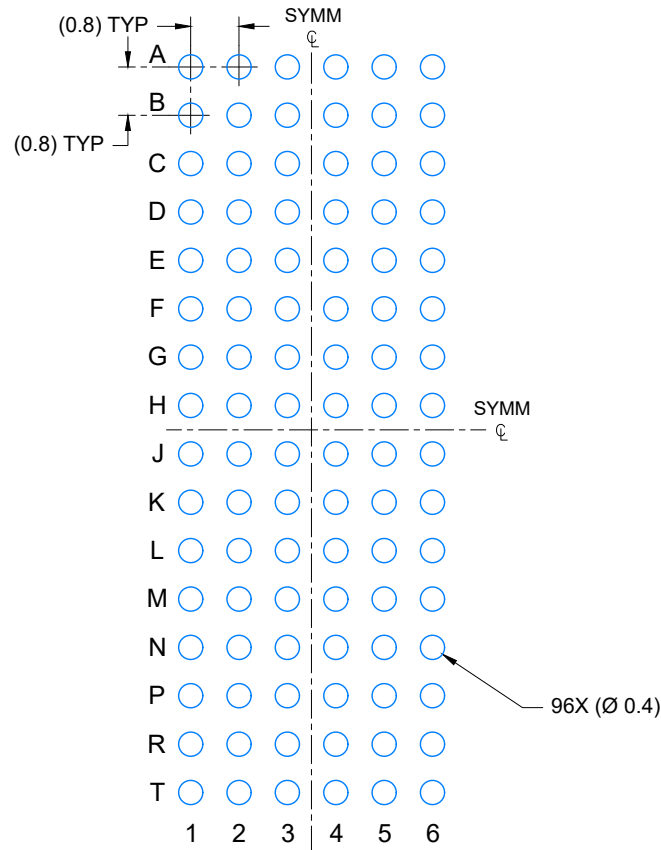 (0.8) TYP
SYMM
℄
A
B
(0.8) TYP
C
D
E
F
G
H
SYMM
℄
J
K
L
M
N
P
96X (Ø 0.4)
R
T
1 2 3 4 5 6